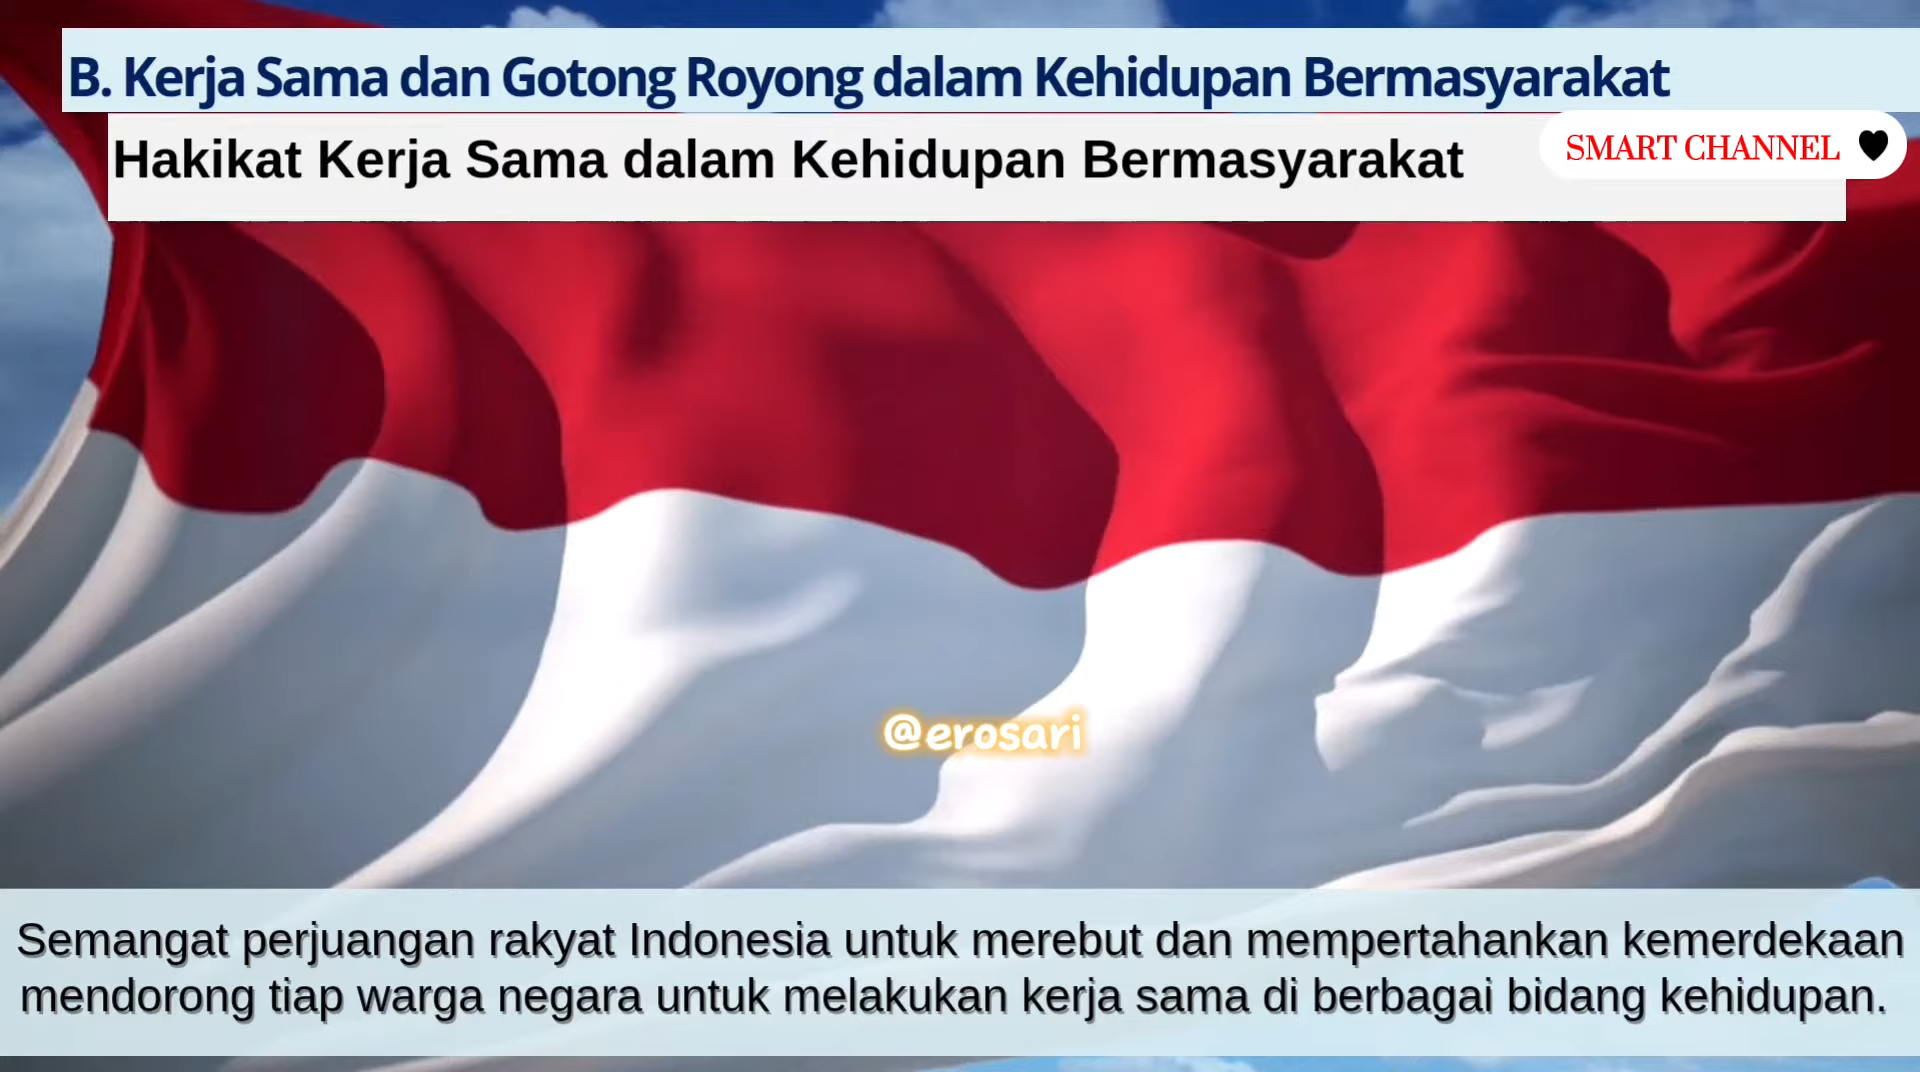 B. Kerja Sama dan Gotong Royong dalam Kehidupan Bermasyarakat
Hakikat Kerja Sama dalam Kehidupan Bermasyarakat
SMART CHANNEL
@erosari
Semangat perjuangan rakyat Indonesia untuk merebut dan mempertahankan kemerdekaan
mendorong tiap warga negara untuk melakukan kerja sama di berbagai bidang kehidupan.